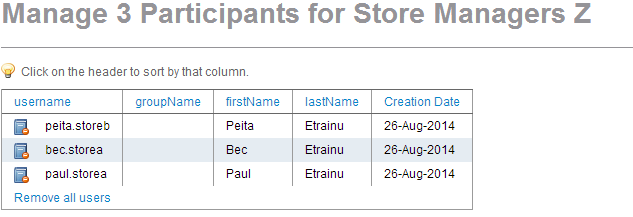 Manage 3 Participants for Store Managers Z
Click on the header to sort by that column.
username groupName firstName lastName Creation Date
peita.storeb Peita Etrainu 26-Aug-2014
bec.storea Bec Etrainu 26-Aug-2014
paul.storea Paul Etrainu 26-Aug-2014
Remove all users